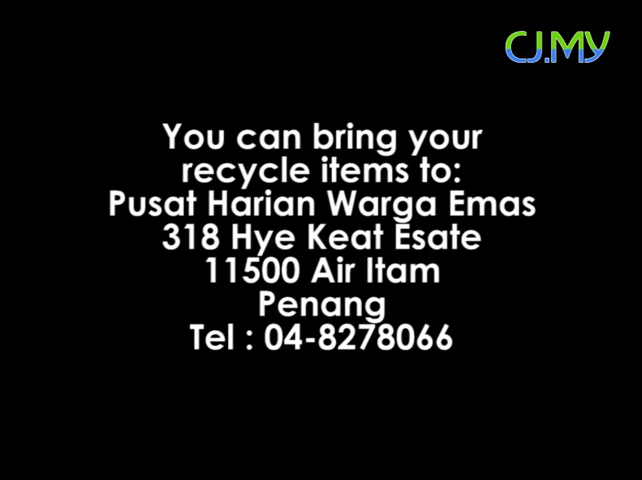 CJ.MY
You can bring your
recycle items to:
Pusat Harian Warga Emas
318 Hye Keat Esate
11500 Air Itam
Penang
Tel : 04-8278066